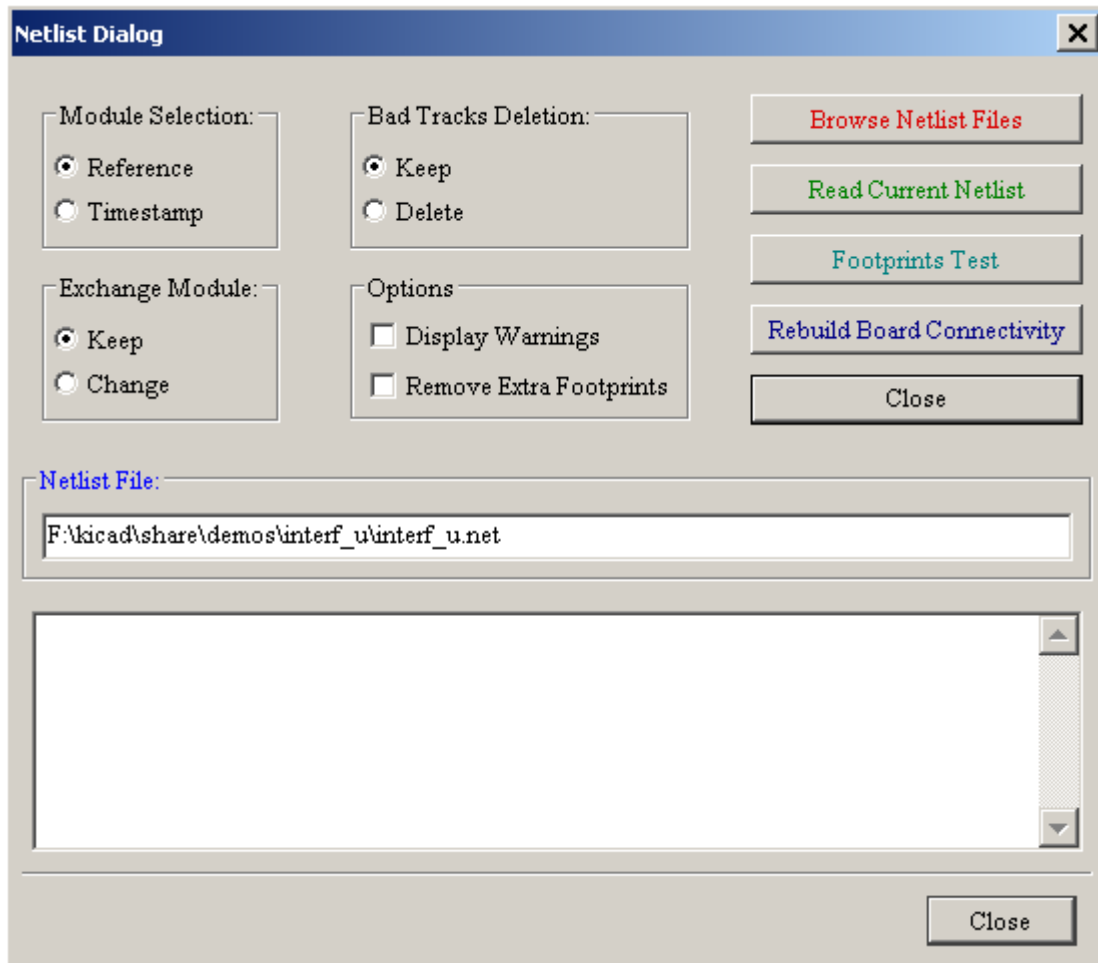 Netlist Dialog
Module Selection:
Reference
Timestamp
Bad Tracks Deletion:
Keep
Delete
Exchange Module:
Keep
Change
Options
Display Warnings
Remove Extra Footprints
Browse Netlist Files
Read Current Netlist
Footprints Test
Rebuild Board Connectivity
Close
Netlist File:
F:\kicad\share\demos\interf_u\interf_u.net
Close